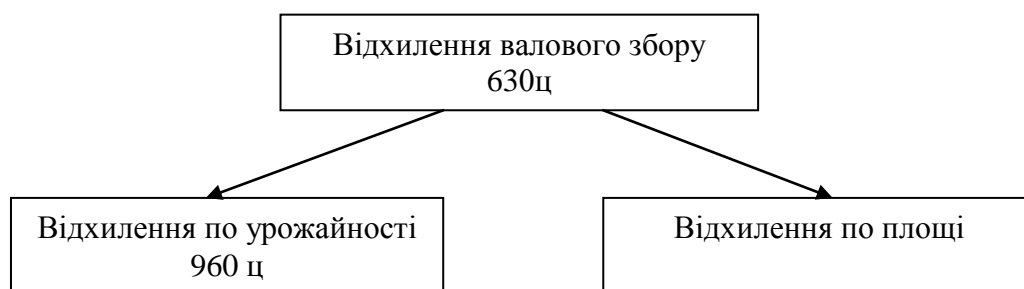 Відхилення валового збору
630ц
Відхилення по урожайності
960 ц
Відхилення по площі